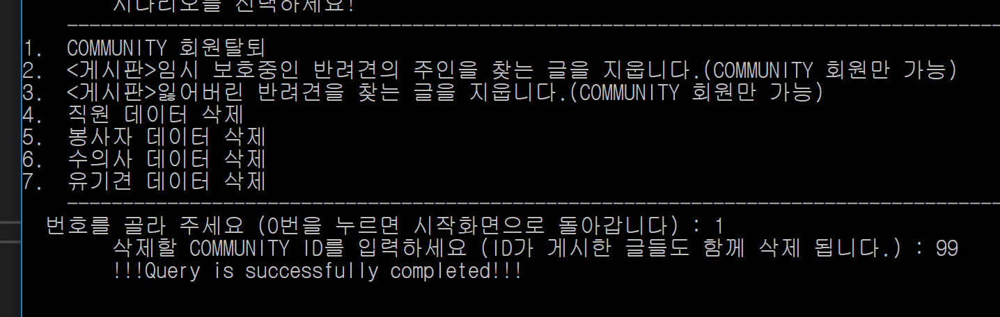 시나리오를 선택하세요!
------------------------------------------------------------------------------------
1. COMMUNITY 회원탈퇴
2. <게시판>임시 보호중인 반려견의 주인을 찾는 글을 지웁니다.(COMMUNITY 회원만 가능)
3. <게시판>잃어버린 반려견을 찾는 글을 지웁니다.(COMMUNITY 회원만 가능)
4. 직원 데이터 삭제
5. 봉사자 데이터 삭제
6. 수의사 데이터 삭제
7. 유기견 데이터 삭제
------------------------------------------------------------------------------------
번호를 골라 주세요 (0번을 누르면 시작화면으로 돌아갑니다) : 1
삭제할 COMMUNITY ID를 입력하세요 (ID가 게시한 글들도 함께 삭제 됩니다.) : 99
!!!Query is successfully completed!!!